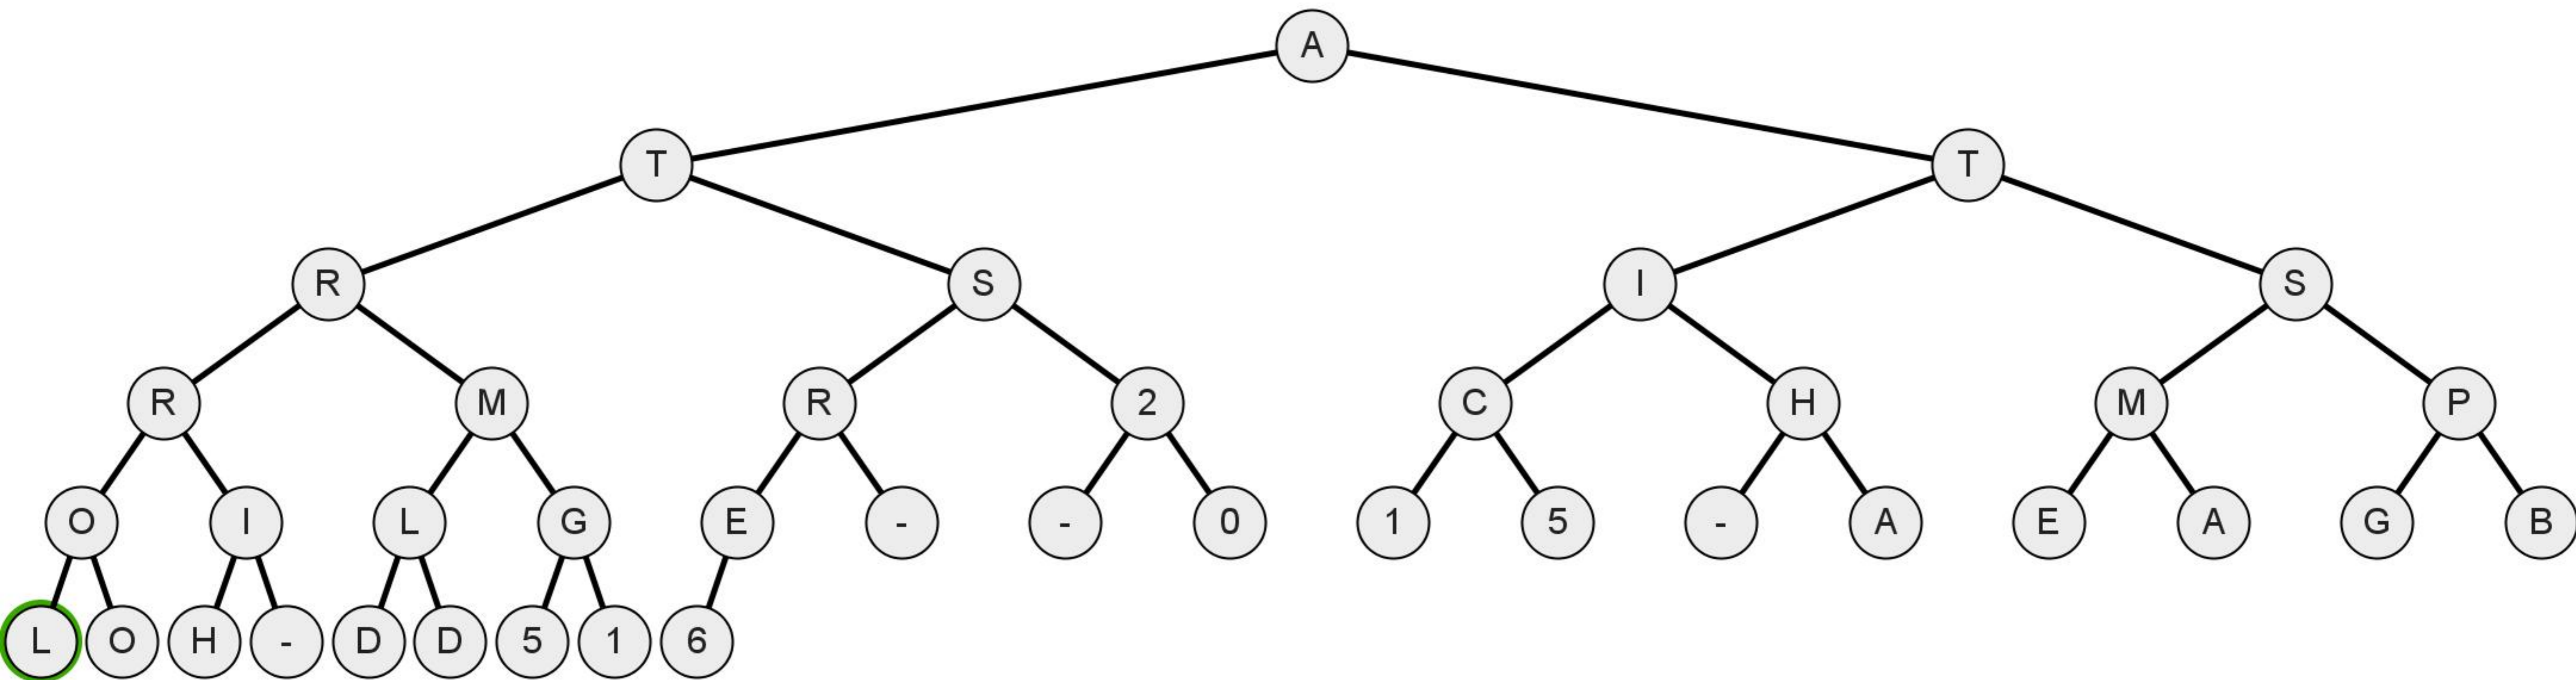 A
T T
R S I S
R M R 2 C H M P
O I L G E - - 0 1 5 - A E A G B
L O H - D D 5 1 6